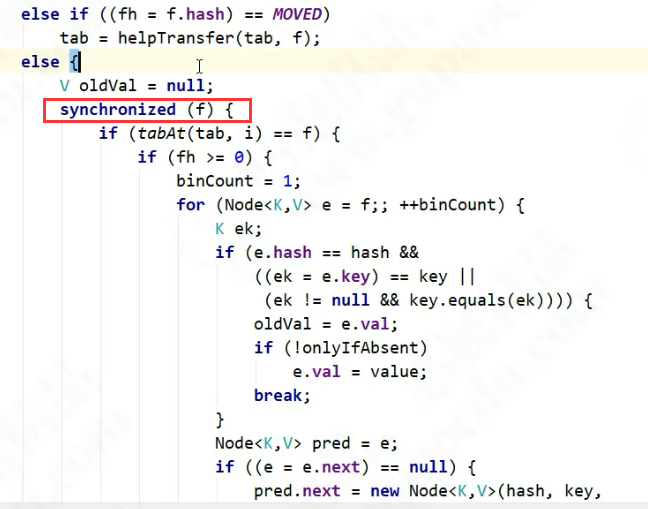 else if ((fh = f.hash) == MOVED)
    tab = helpTransfer(tab, f);
else {
    V oldVal = null;
    synchronized (f) {
        if (tabAt(tab, i) == f) {
            if (fh >= 0) {
                binCount = 1;
                for (Node<K,V> e = f;; ++binCount) {
                    K ek;
                    if (e.hash == hash &&
                        ((ek = e.key) == key ||
                         (ek != null && key.equals(ek)))) {
                        oldVal = e.val;
                        if (!onlyIfAbsent)
                            e.val = value;
                        break;
                    }
                    Node<K,V> pred = e;
                    if ((e = e.next) == null) {
                        pred.next = new Node<K,V>(hash, key,